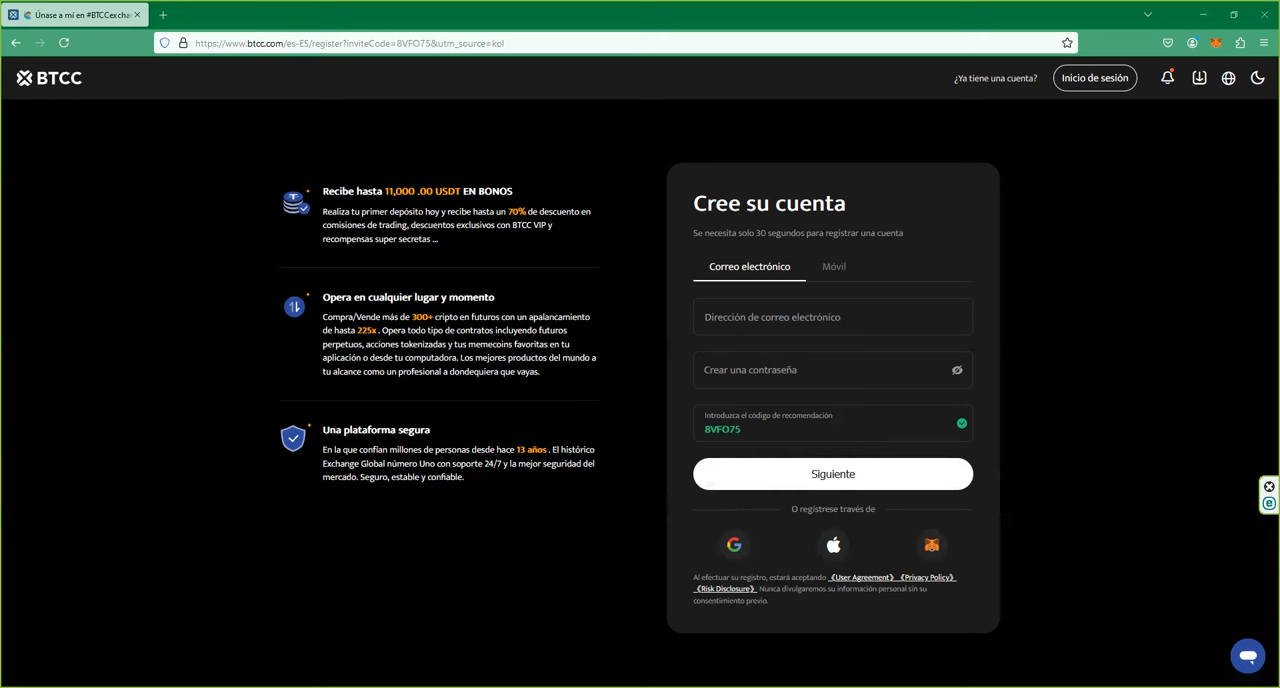 Únase a mí en #BTCCexcha
https://www.btcc.com/es-ES/register?inviteCode=8VFO75&utm_source=kol
BTCC
¿Ya tiene una cuenta?
Inicio de sesión
Recibe hasta 11,000 .00 USDT EN BONOS
Realiza tu primer depósito hoy y recibe hasta un 70% de descuento en
comisiones de trading, descuentos exclusivos con BTCC VIP y
recompensas super secretas ...
Opera en cualquier lugar y momento
Compra/Vende más de 300+ cripto en futuros con un apalancamiento
de hasta 225x . Opera todo tipo de contratos incluyendo futuros
perpetuos, acciones tokenizadas y tus memecoins favoritas en tu
aplicación o desde tu computadora. Los mejores productos del mundo a
tu alcance como un profesional a dondequiera que vayas.
Una plataforma segura
En la que confían millones de personas desde hace 13 años . El histórico
Exchange Global número Uno con soporte 24/7 y la mejor seguridad del
mercado. Seguro, estable y confiable.
Cree su cuenta
Se necesita solo 30 segundos para registrar una cuenta
Correo electrónico
Móvil
Dirección de correo electrónico
Crear una contraseña
Introduzca el código de recomendación
8VFO75
Siguiente
O regístrese través de
Al efectuar su registro, estará aceptando 《User Agreement》 《Privacy Policy》
《Risk Disclosure》 Nunca divulgaremos su información personal sin su
consentimiento previo.